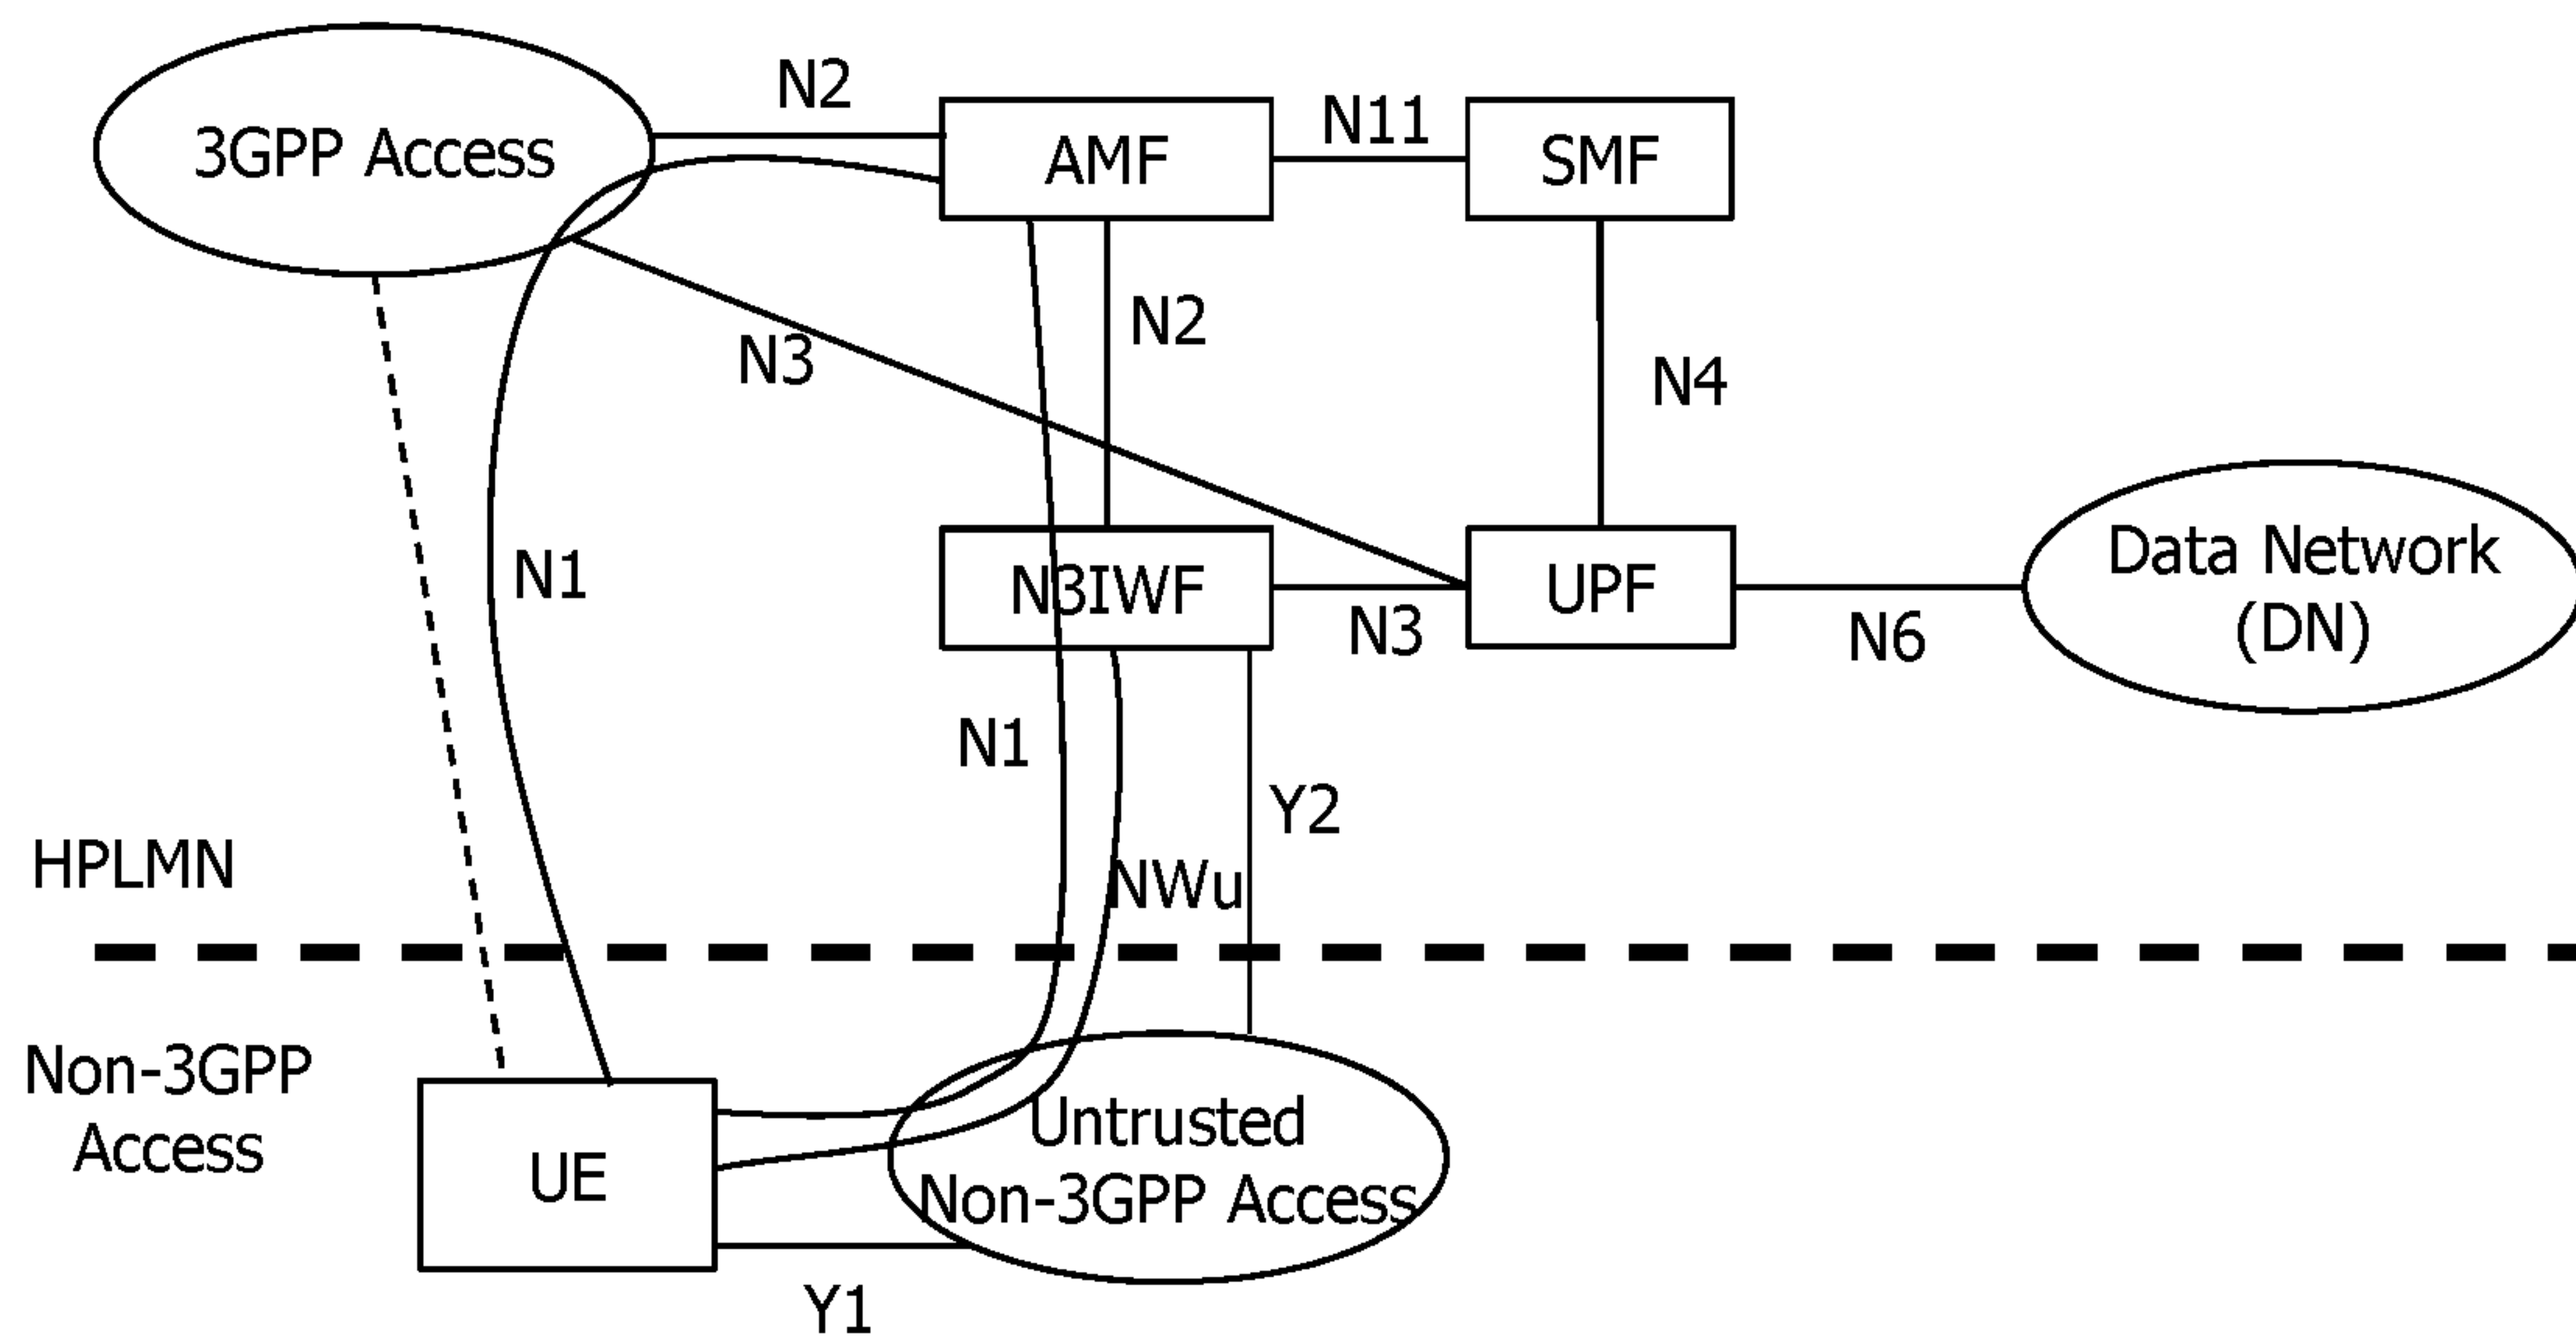 N2
3GPP Access
AMF
N11
SMF
N2
N3
N4
N1
N3IWF
N3
UPF
N6
Data Network
(DN)
N1
Y2
HPLMN
NWu
Non-3GPP
Access
UE
Untrusted
Non-3GPP Access
Y1